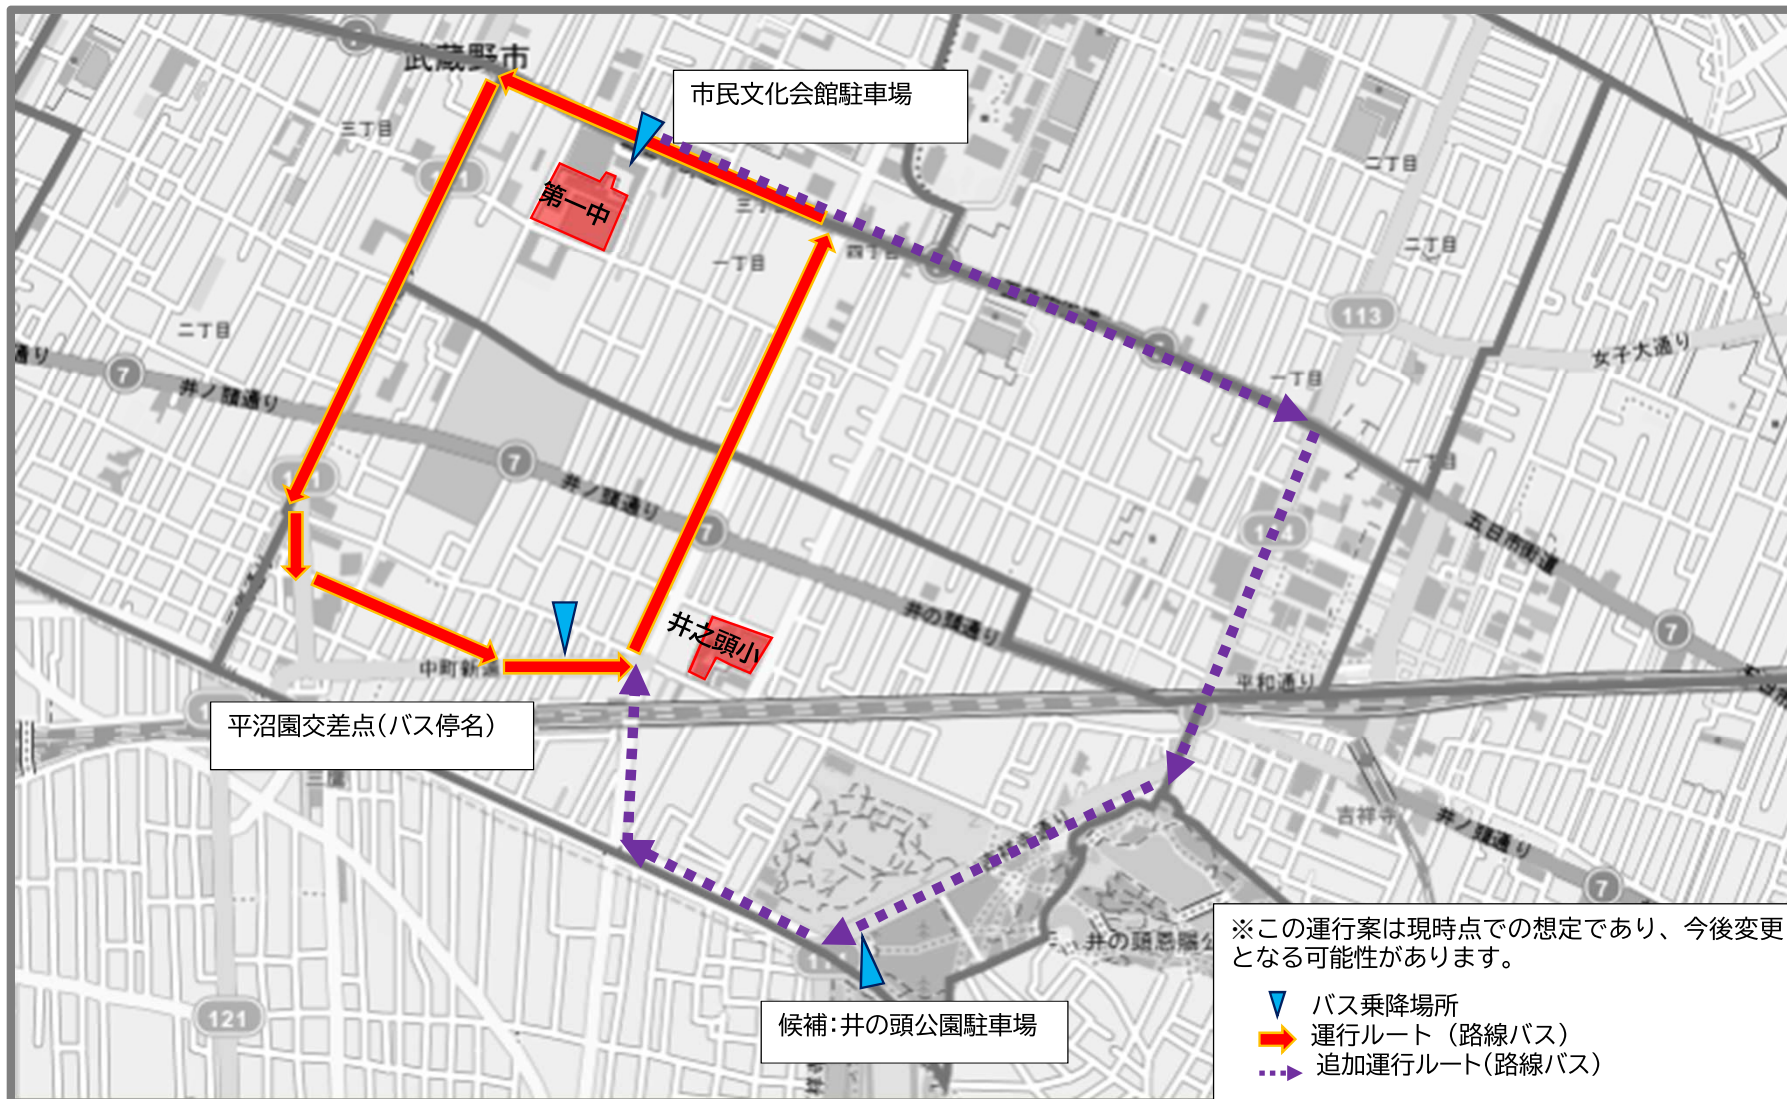 武蔵野市
市民文化会館駐車場
三丁目
二丁目
第一中
二丁目
一丁目
四丁目
113
女子大通り
二丁目
通り
7
井ノ頭通り
一丁目
7
井ノ頭通り
7
一丁目
五日市街道
井の頭通り
7
井之頭小
平和通り
平沼園交差点(バス停名)
吉祥寺
井ノ頭通り
7
121
候補:井の頭公園駐車場
※この運行案は現時点での想定であり、今後変更
となる可能性があります。
バス乗降場所
運行ルート(路線バス)
追加運行ルート(路線バス)